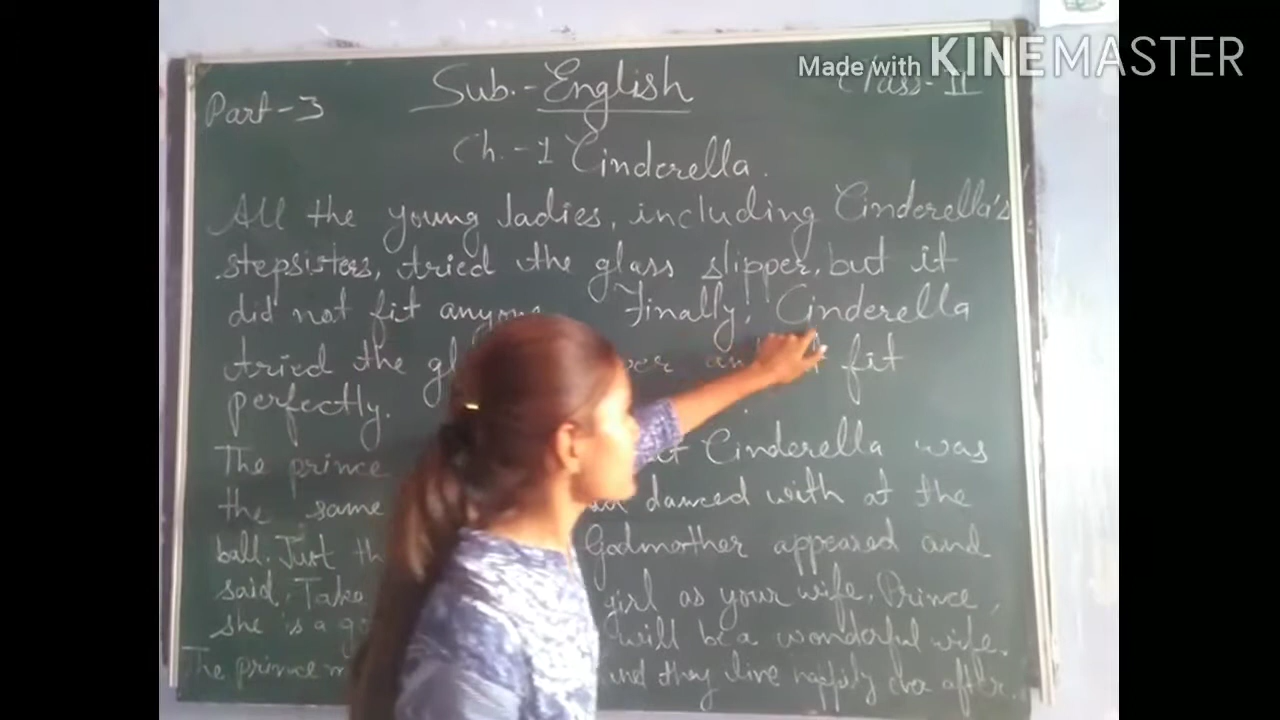 Made with KINEMASTER
Part-3 Sub.-English Class-II
Ch.-1 Cinderella.
All the young ladies, including Cinderella's
stepsisters, tried the glass slipper, but it
did not fit Finally! Cinderella
tried the fit
perfectly.
The prince Cinderella was
the same danced with at the
ball. Just Godmother appeared and
said, Take girl as your wife, Prince,
she is a will be a wonderful wife.
The prince and they live happily ever after.